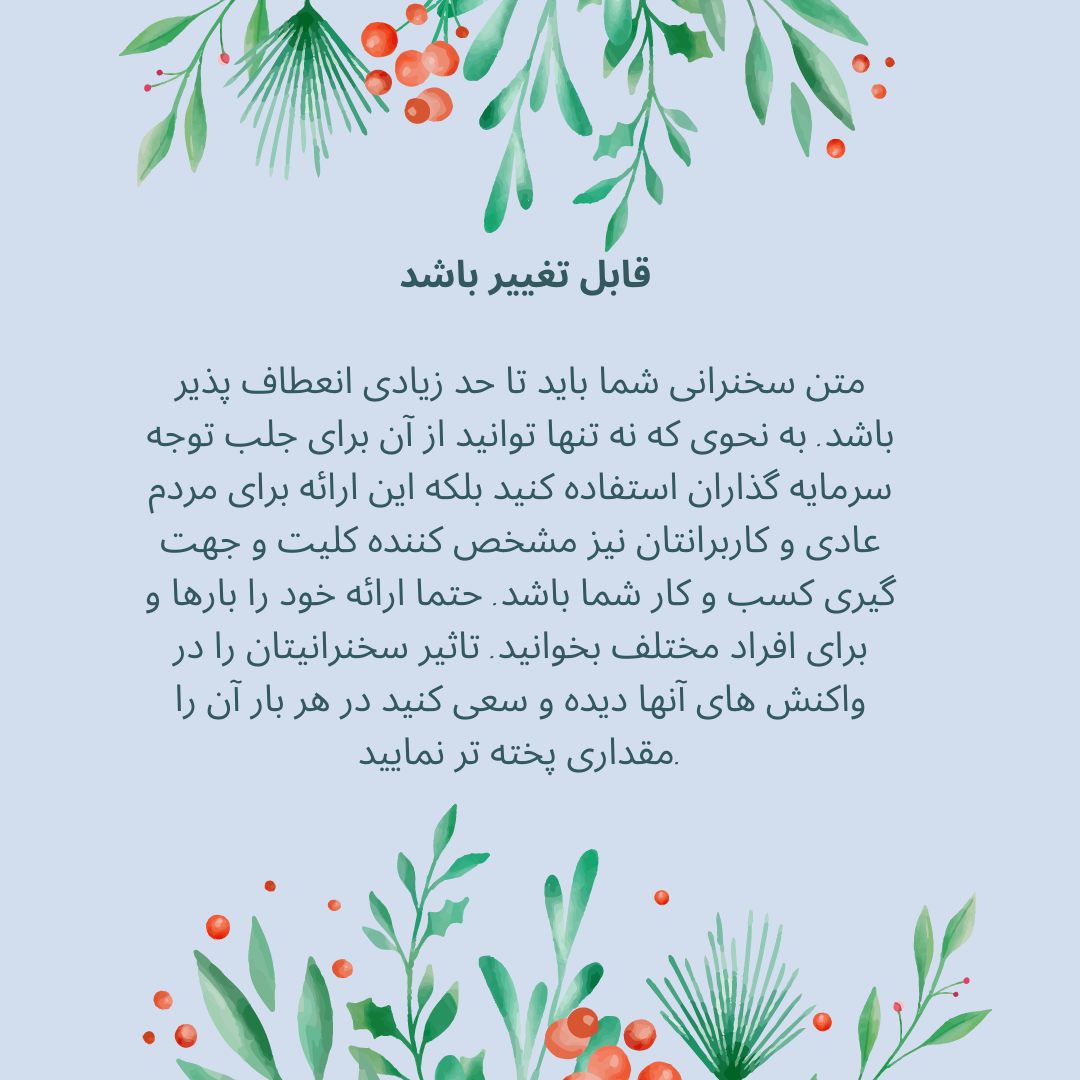 قابل تغییر باشد
متن سخنرانی شما باید تا حد زیادی انعطاف پذیر
باشد. به نحوی که نه تنها توانید از آن برای جلب توجه
سرمایه گذاران استفاده کنید بلکه این ارائه برای مردم
عادی و کاربرانتان نیز مشخص کننده کلیت و جهت
گیری کسب و کار شما باشد. حتما ارائه خود را بارها و
برای افراد مختلف بخوانید. تاثیر سخنرانیتان را در
واکنش های آنها دیده و سعی کنید در هر بار آن را
.مقداری پخته تر نمایید